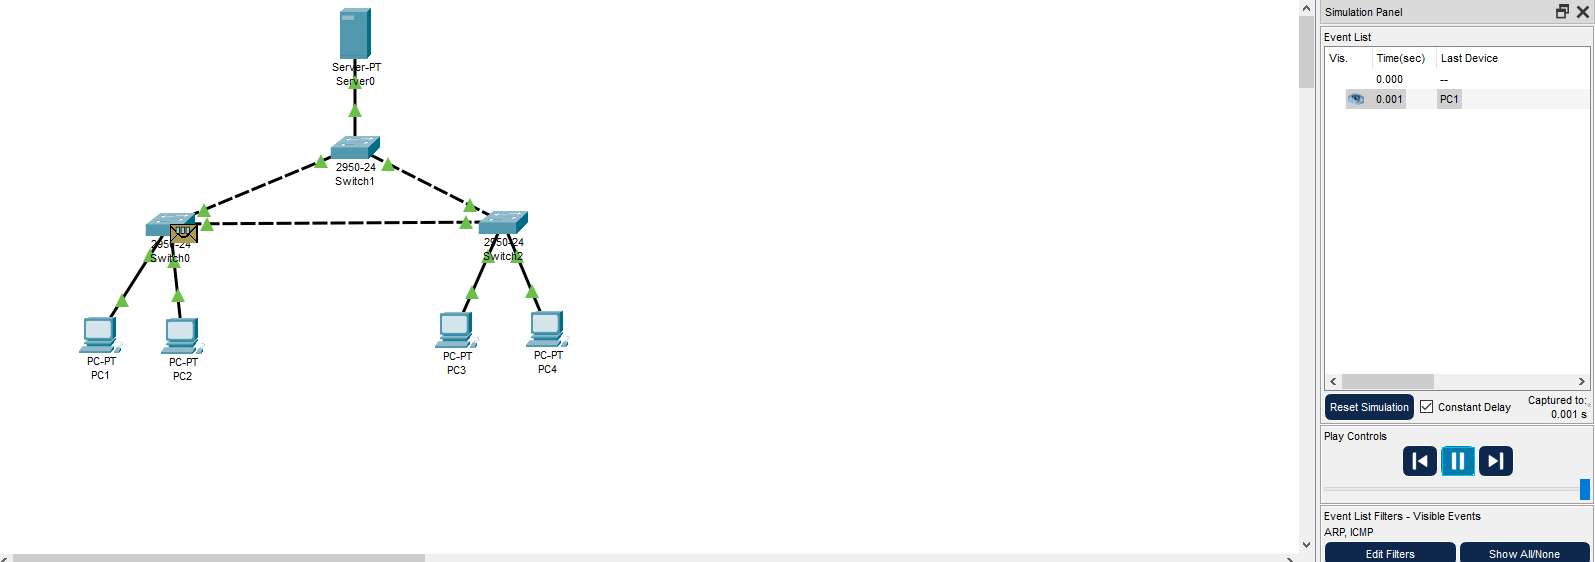 Server-PT
Server0
2950-24
Switch1
2950-24
Switch0
2950-24
Switch2
PC-PT
PC1
PC-PT
PC2
PC-PT
PC3
PC-PT
PC4
Simulation Panel
Event List
Vis. Time(sec) Last Device
0.000 --
0.001 PC1
Reset Simulation Constant Delay Captured to:
0.001 s
Play Controls
Event List Filters - Visible Events
ARP, ICMP
Edit Filters Show All/None